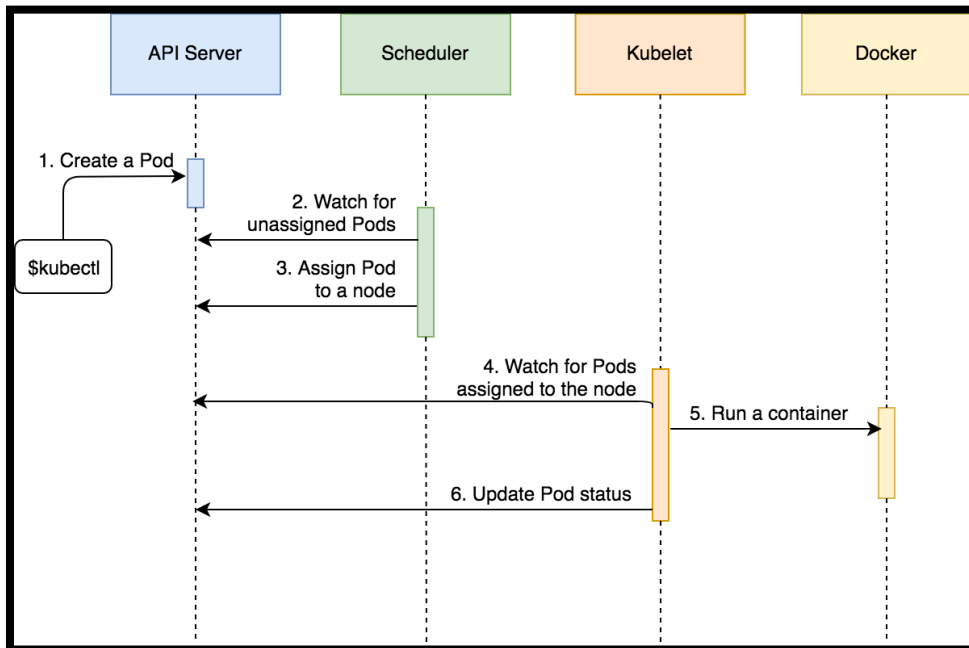 API Server
Scheduler
Kubelet
Docker
1. Create a Pod
2. Watch for
unassigned Pods
$kubectl
3. Assign Pod
to a node
4. Watch for Pods
assigned to the node
5. Run a container
6. Update Pod status